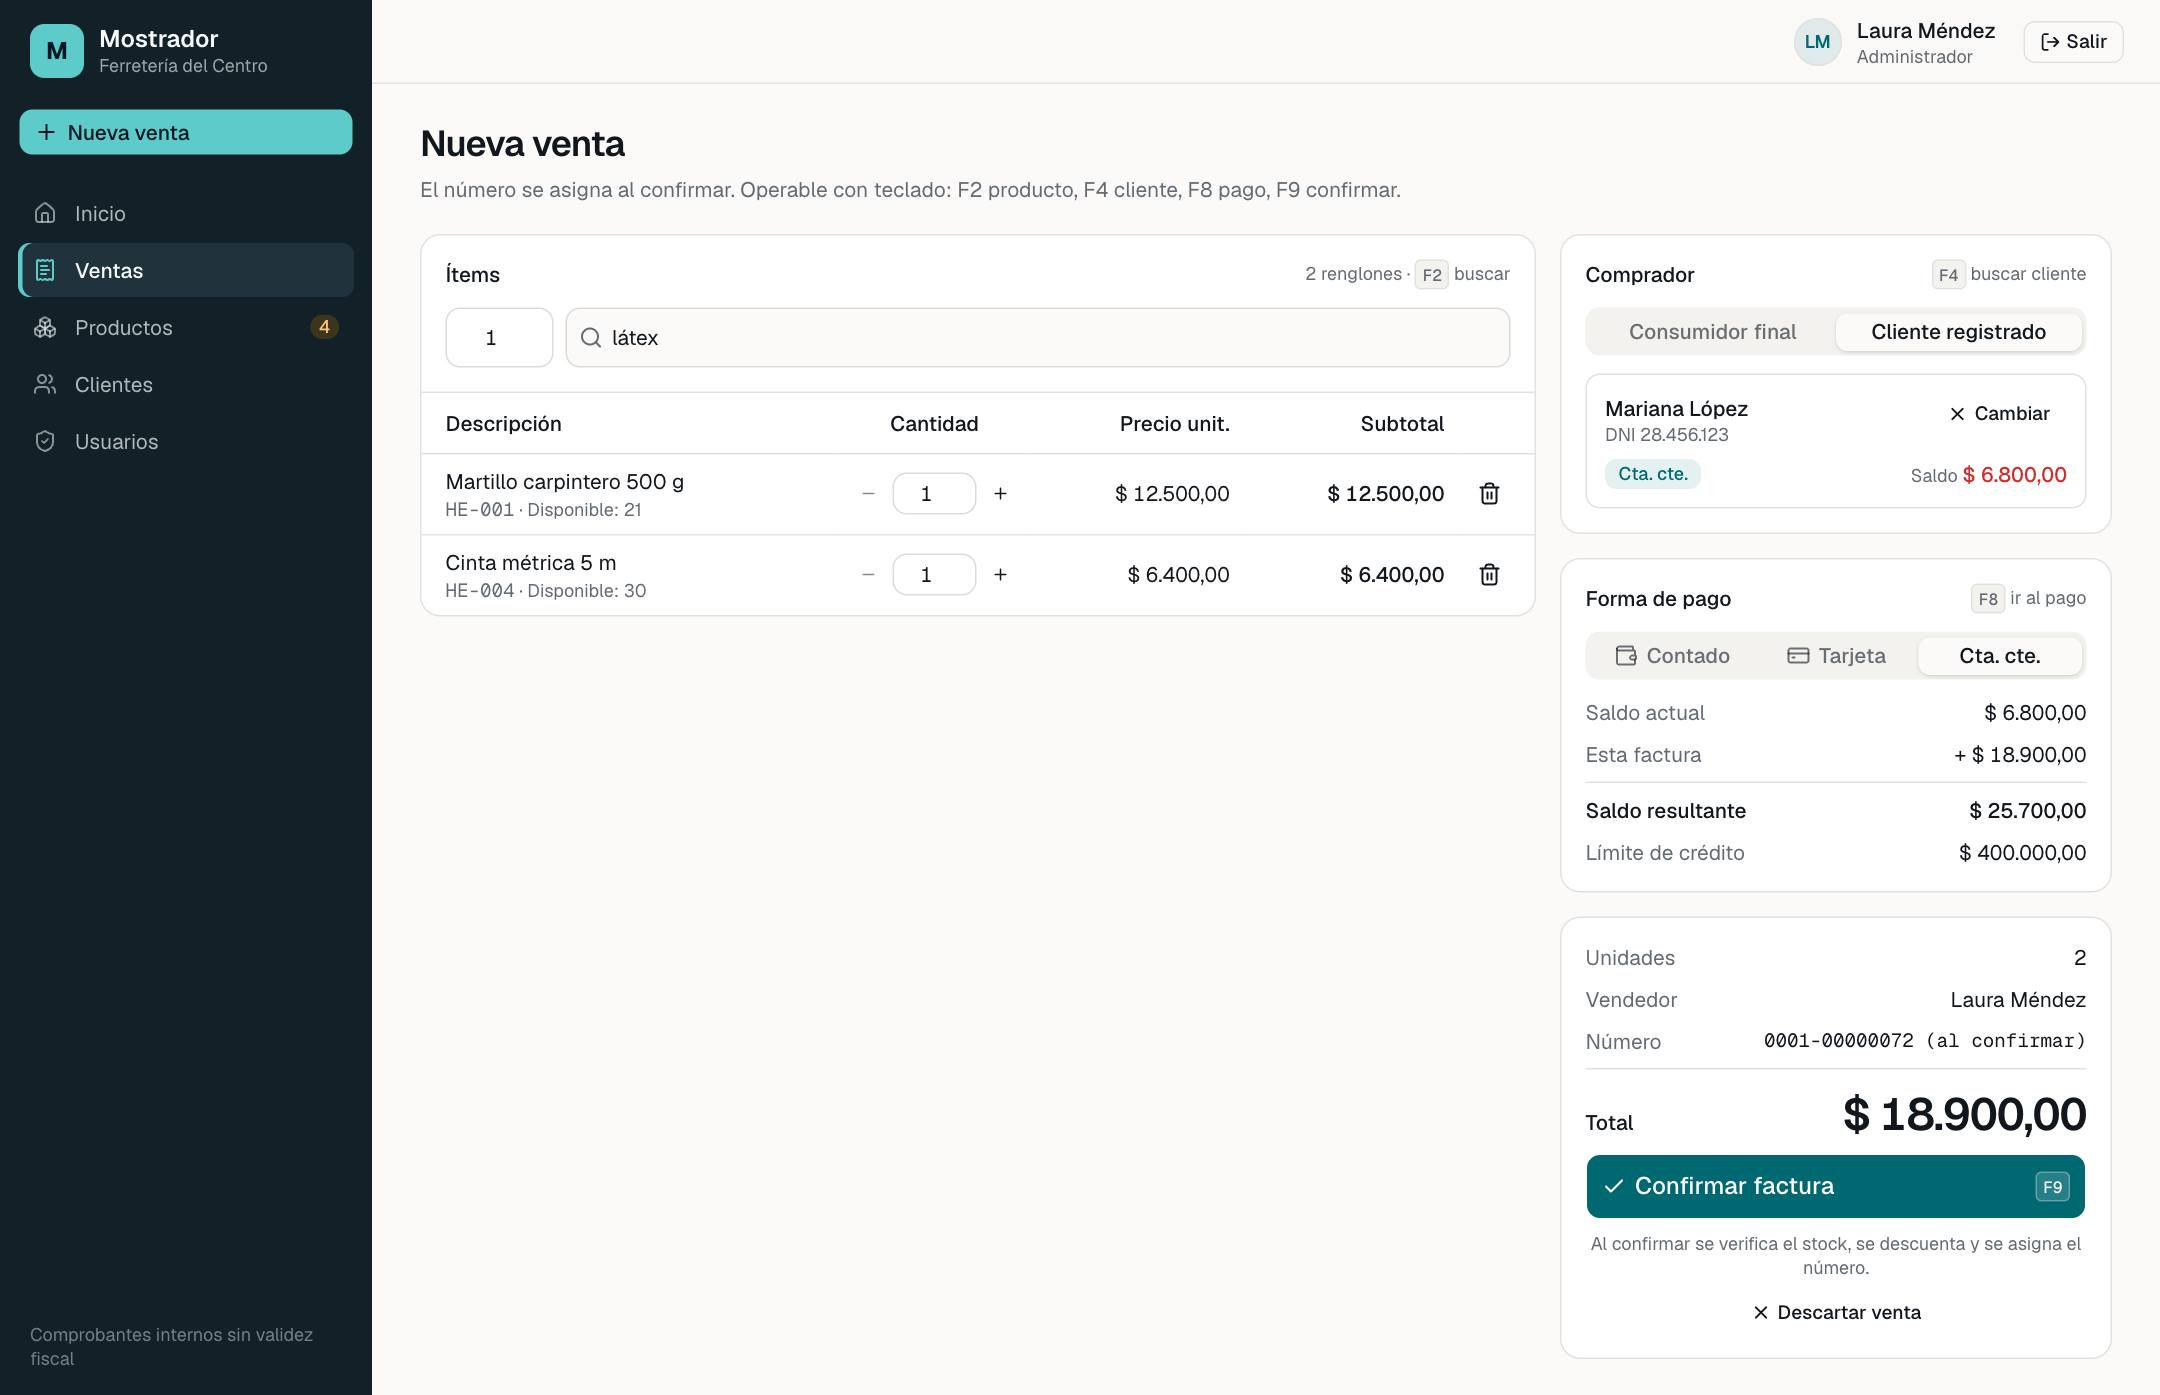 M
Mostrador
Ferretería del Centro
Nueva venta
Inicio
Ventas
Productos 4
Clientes
Usuarios
Comprobantes internos sin validez
fiscal
LM
Laura Méndez
Administrador
Salir
Nueva venta
El número se asigna al confirmar. Operable con teclado: F2 producto, F4 cliente, F8 pago, F9 confirmar.
Ítems
2 renglones · F2 buscar
1
látex
Descripción Cantidad Precio unit. Subtotal
Martillo carpintero 500 g
HE-001 · Disponible: 21
− 1 + $ 12.500,00 $ 12.500,00
Cinta métrica 5 m
HE-004 · Disponible: 30
− 1 + $ 6.400,00 $ 6.400,00
Comprador
F4 buscar cliente
Consumidor final Cliente registrado
Mariana López
Cambiar
DNI 28.456.123
Cta. cte.
Saldo $ 6.800,00
Forma de pago
F8 ir al pago
Contado Tarjeta Cta. cte.
Saldo actual $ 6.800,00
Esta factura + $ 18.900,00
Saldo resultante $ 25.700,00
Límite de crédito $ 400.000,00
Unidades 2
Vendedor Laura Méndez
Número 0001-00000072 (al confirmar)
Total $ 18.900,00
Confirmar factura F9
Al confirmar se verifica el stock, se descuenta y se asigna el
número.
Descartar venta